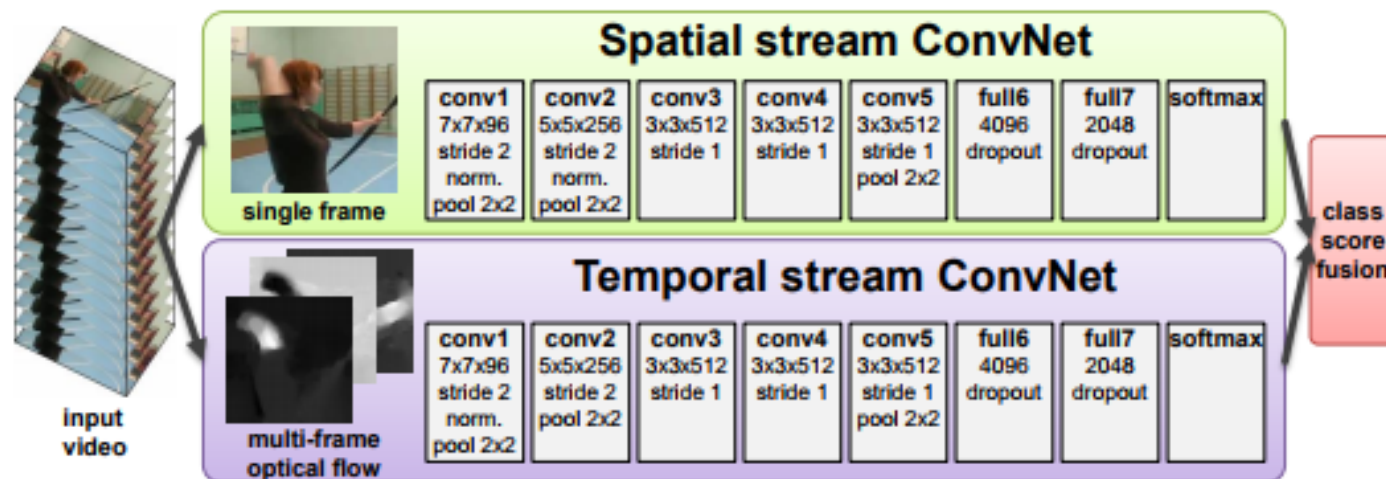 input
video
Spatial stream ConvNet
single frame
conv1
7x7x96
stride 2
norm.
pool 2x2
conv2
5x5x256
stride 2
norm.
pool 2x2
conv3
3x3x512
stride 1
conv4
3x3x512
stride 1
conv5
3x3x512
stride 1
pool 2x2
full6
4096
dropout
full7
2048
dropout
softmax
Temporal stream ConvNet
multi-frame
optical flow
conv1
7x7x96
stride 2
norm.
pool 2x2
conv2
5x5x256
stride 2
pool 2x2
conv3
3x3x512
stride 1
conv4
3x3x512
stride 1
conv5
3x3x512
stride 1
pool 2x2
full6
4096
dropout
full7
2048
dropout
softmax
class
score
fusion